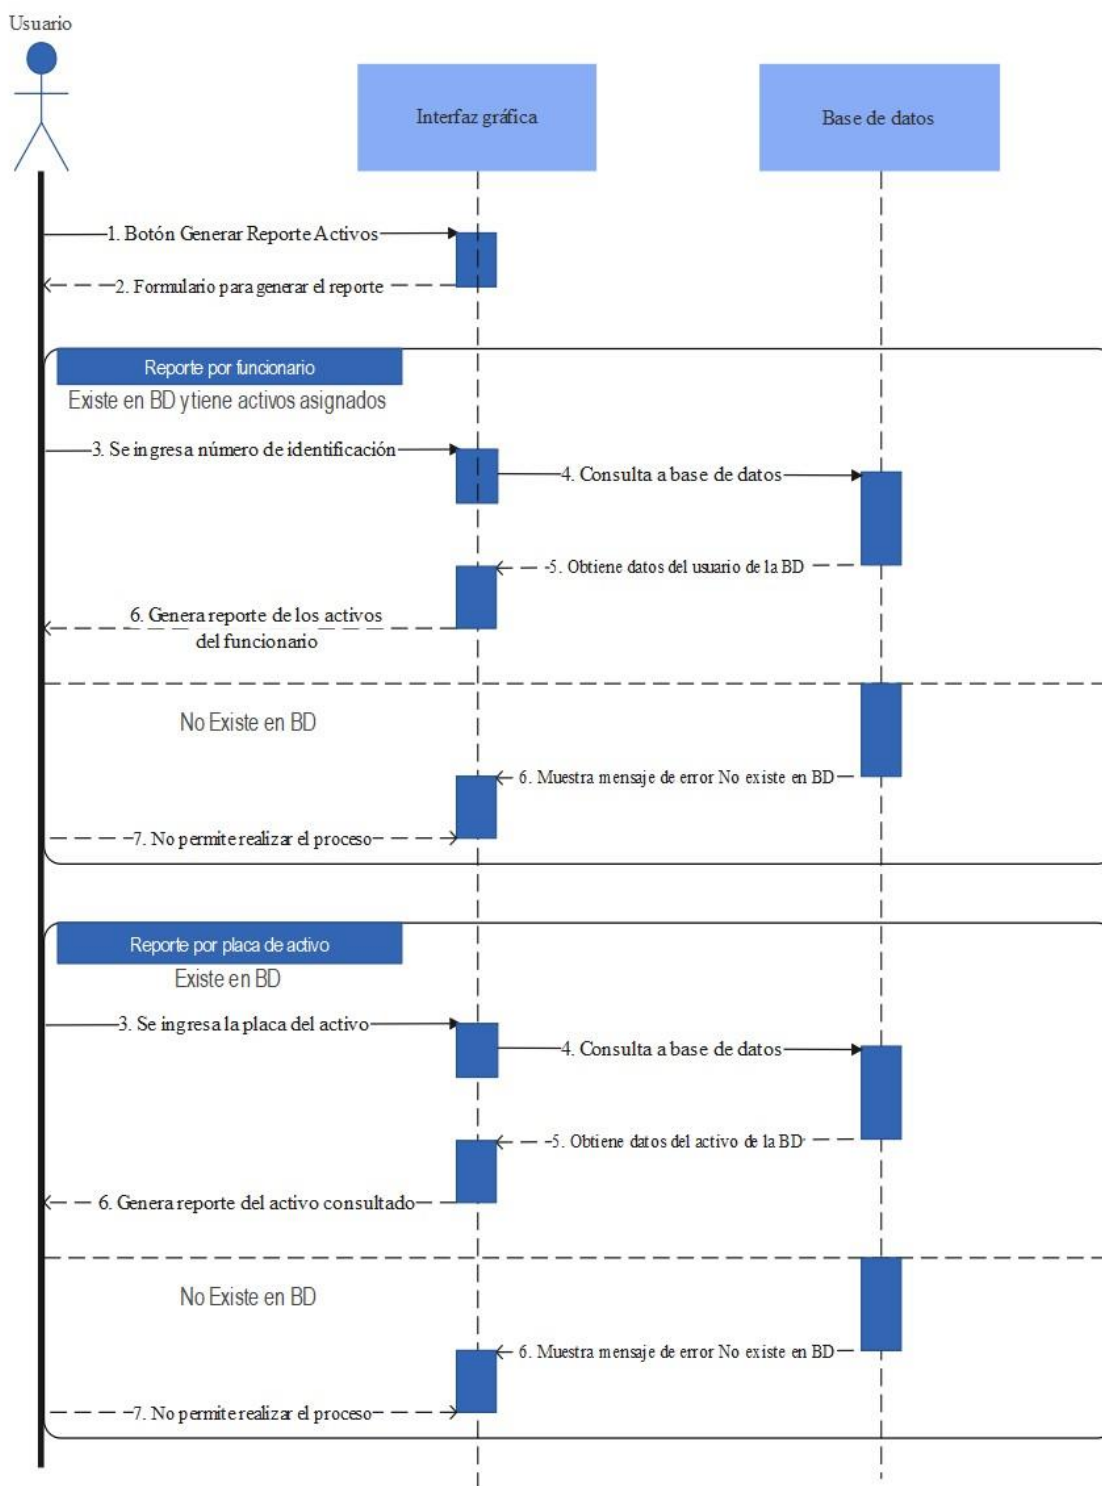 Usuario
Interfaz gráfica
Base de datos
1. Botón Generar Reporte Activos
2. Formulario para generar el reporte
Reporte por funcionario
Existe en BD y tiene activos asignados
3. Se ingresa número de identificación
4. Consulta a base de datos
5. Obtiene datos del usuario de la BD
6. Genera reporte de los activos
del funcionario
No Existe en BD
6. Muestra mensaje de error No existe en BD
7. No permite realizar el proceso
Reporte por placa de activo
Existe en BD
3. Se ingresa la placa del activo
4. Consulta a base de datos
5. Obtiene datos del activo de la BD
6. Genera reporte del activo consultado
No Existe en BD
6. Muestra mensaje de error No existe en BD
7. No permite realizar el proceso